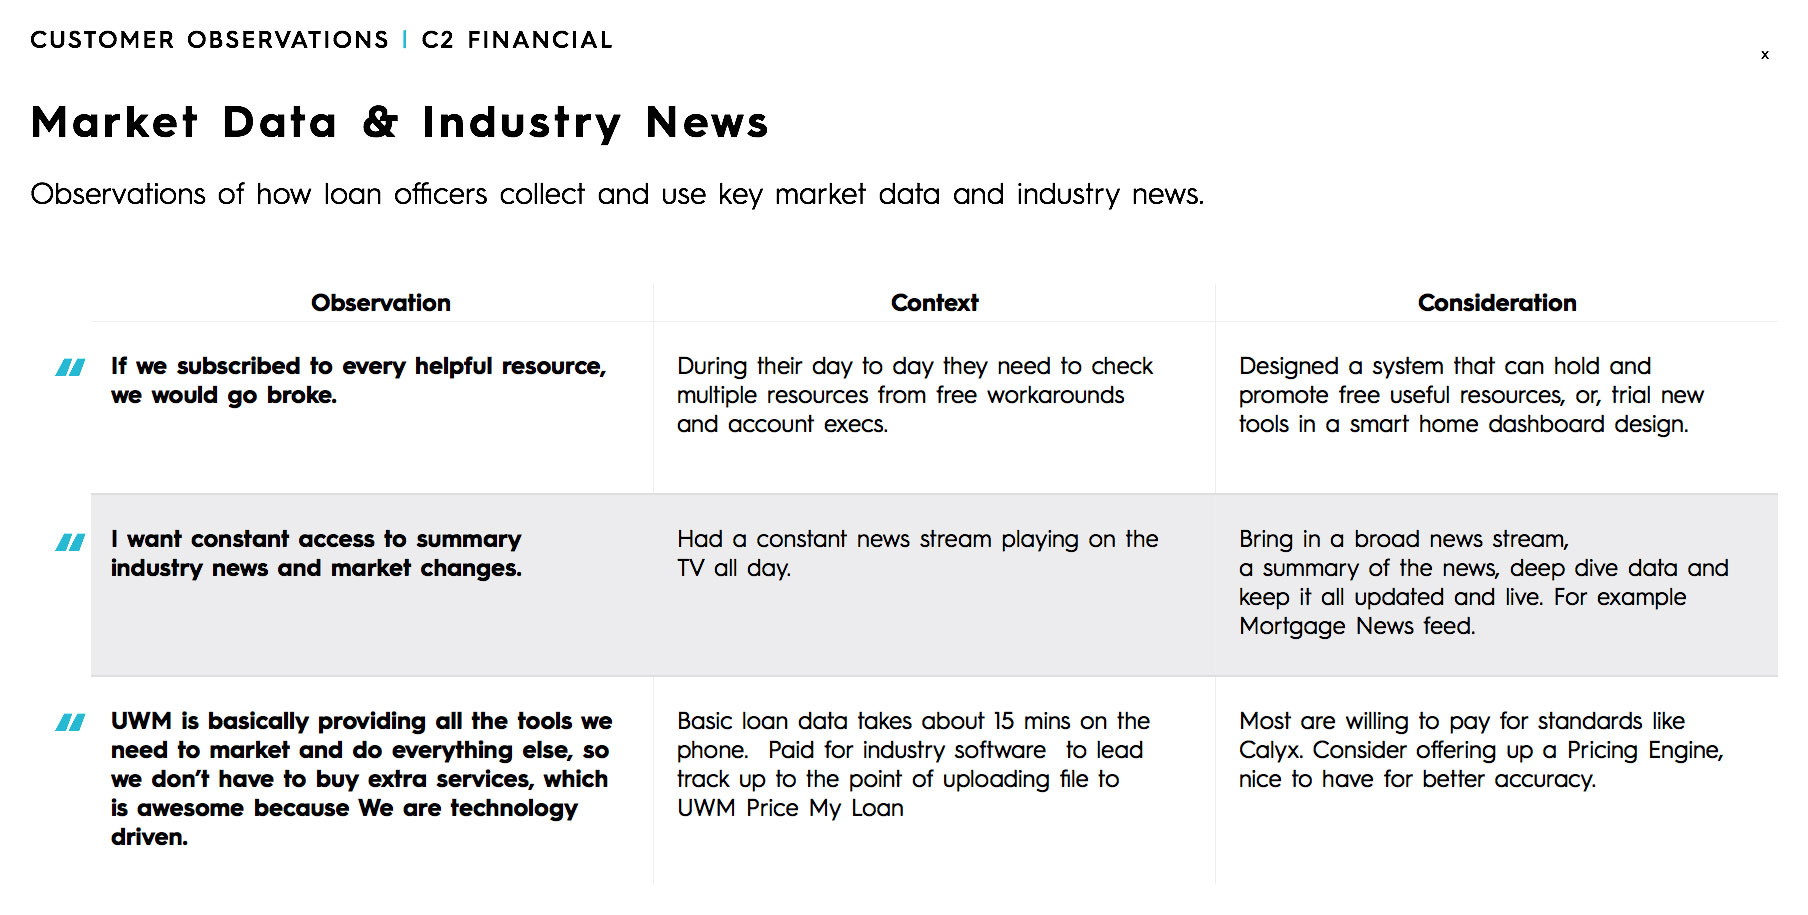 CUSTOMER OBSERVATIONS | C2 FINANCIAL
x
Market Data & Industry News
Observations of how loan officers collect and use key market data and industry news.
Observation
Context
Consideration
If we subscribed to every helpful resource,
we would go broke.
During their day to day they need to check
multiple resources from free workarounds
and account execs.
Designed a system that can hold and
promote free useful resources, or, trial new
tools in a smart home dashboard design.
I want constant access to summary
industry news and market changes.
Had a constant news stream playing on the
TV all day.
Bring in a broad news stream,
a summary of the news, deep dive data and
keep it all updated and live. For example
Mortgage News feed.
UWM is basically providing all the tools we
need to market and do everything else, so
we don’t have to buy extra services, which
is awesome because We are technology
driven.
Basic loan data takes about 15 mins on the
phone.  Paid for industry software  to lead
track up to the point of uploading file to
UWM Price My Loan
Most are willing to pay for standards like
Calyx. Consider offering up a Pricing Engine,
nice to have for better accuracy.